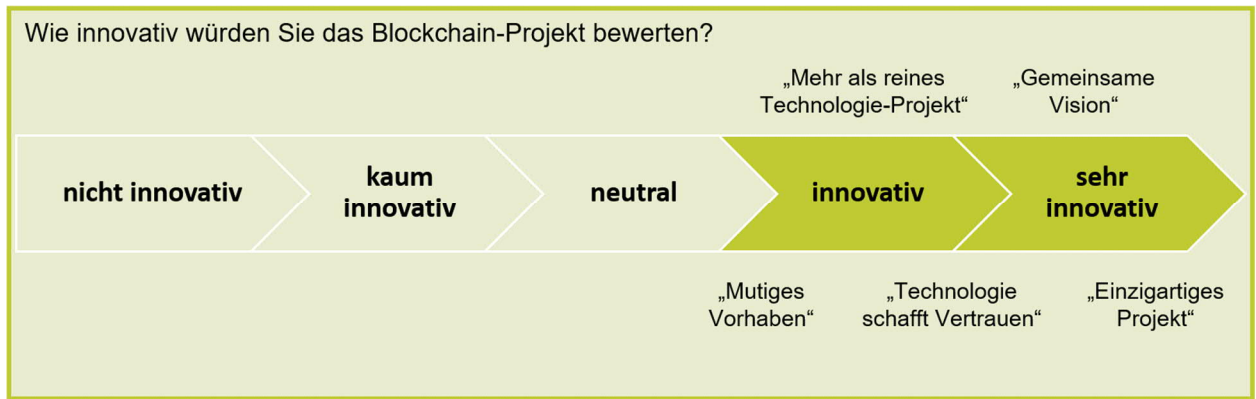 Wie innovativ würden Sie das Blockchain-Projekt bewerten?
„Mehr als reines
Technologie-Projekt“
„Gemeinsame
Vision“
nicht innovativ
kaum
innovativ
neutral
innovativ
sehr
innovativ
„Mutiges
Vorhaben“
„Technologie
schafft Vertrauen“
„Einzigartiges
Projekt“